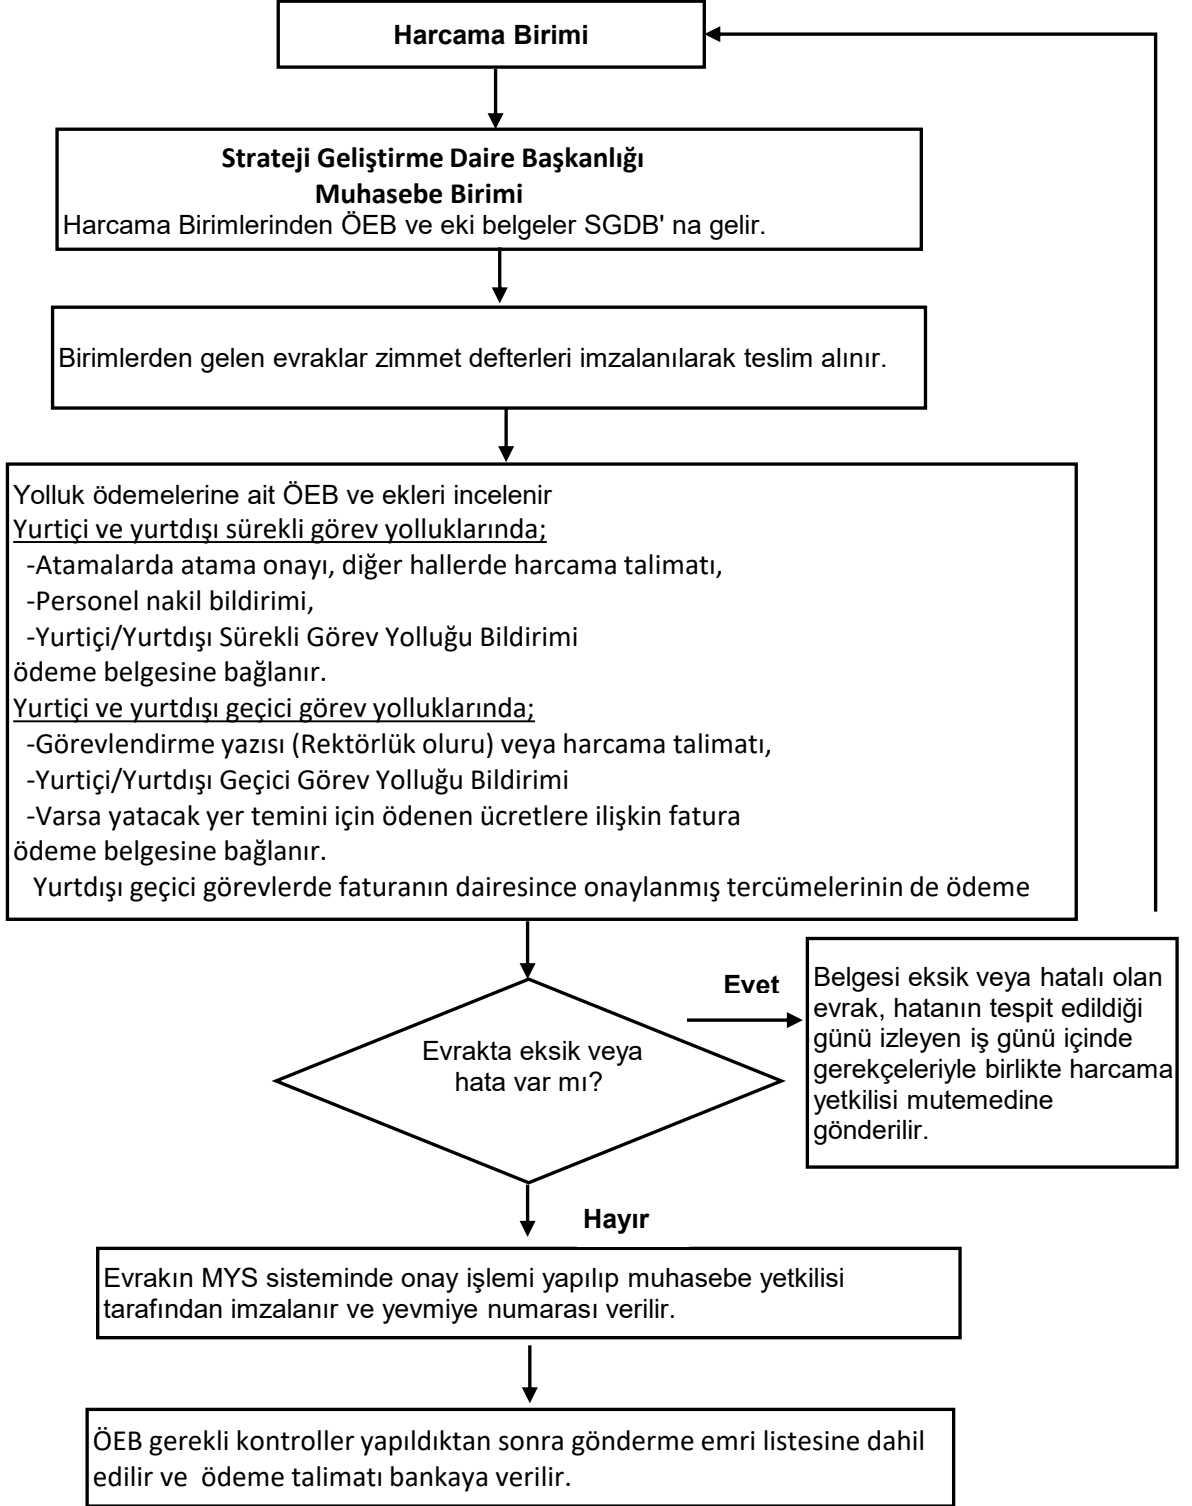 Harcama Birimi
Strateji Geliştirme Daire Başkanlığı
Muhasebe Birimi
Harcama Birimlerinden ÖEB ve eki belgeler SGDB' na gelir.
Birimlerden gelen evraklar zimmet defterleri imzalanılarak teslim alınır.
Yolluk ödemelerine ait ÖEB ve ekleri incelenir
Yurtiçi ve yurtdışı sürekli görev yolluklarında;
-Atamalarda atama onayı, diğer hallerde harcama talimatı,
-Personel nakil bildirimi,
-Yurtiçi/Yurtdışı Sürekli Görev Yolluğu Bildirimi
ödeme belgesine bağlanır.
Yurtiçi ve yurtdışı geçici görev yolluklarında;
-Görevlendirme yazısı (Rektörlük oluru) veya harcama talimatı,
-Yurtiçi/Yurtdışı Geçici Görev Yolluğu Bildirimi
-Varsa yatacak yer temini için ödenen ücretlere ilişkin fatura
ödeme belgesine bağlanır.
Yurtdışı geçici görevlerde faturanın dairesince onaylanmış tercümelerinin de ödeme
Evet
Belgesi eksik veya hatalı olan
evrak, hatanın tespit edildiği
günü izleyen iş günü içinde
gerekçeleriyle birlikte harcama
yetkilisi mutemedine
gönderilir.
Evrakta eksik veya
hata var mı?
Hayır
Evrakın MYS sisteminde onay işlemi yapılıp muhasebe yetkilisi
tarafından imzalanır ve yevmiye numarası verilir.
ÖEB gerekli kontroller yapıldıktan sonra gönderme emri listesine dahil
edilir ve  ödeme talimatı bankaya verilir.